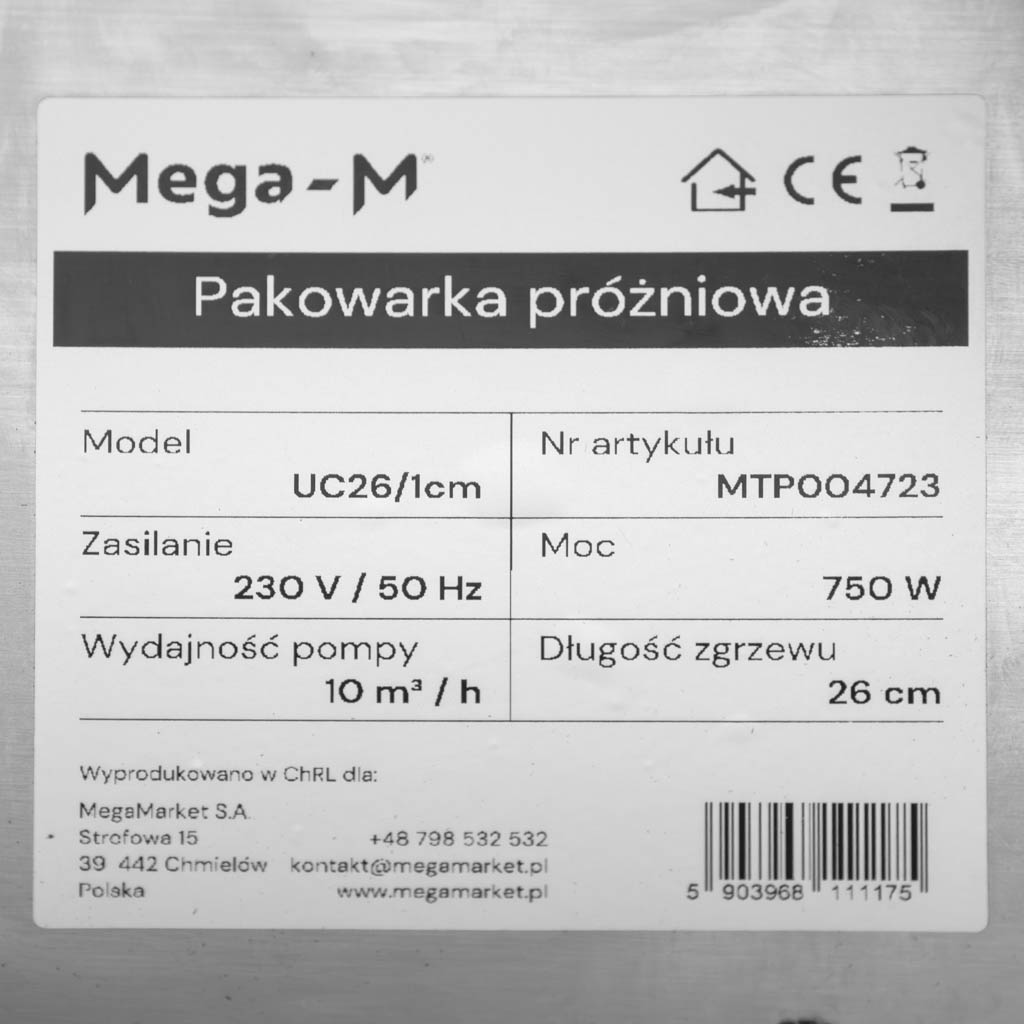 Mega-M®
CE
Pakowarka próżniowa
Model
UC26/1cm
Nr artykułu
MTP004723
Zasilanie
230 V / 50 Hz
Moc
750 W
Wydajność pompy
10 m³ / h
Długość zgrzewu
26 cm
Wyprodukowano w ChRL dla:
MegaMarket S.A.
Strefowa 15
39 442 Chmielów
Polska
+48 798 532 532
kontakt@megamarket.pl
www.megamarket.pl
5 903968 111175